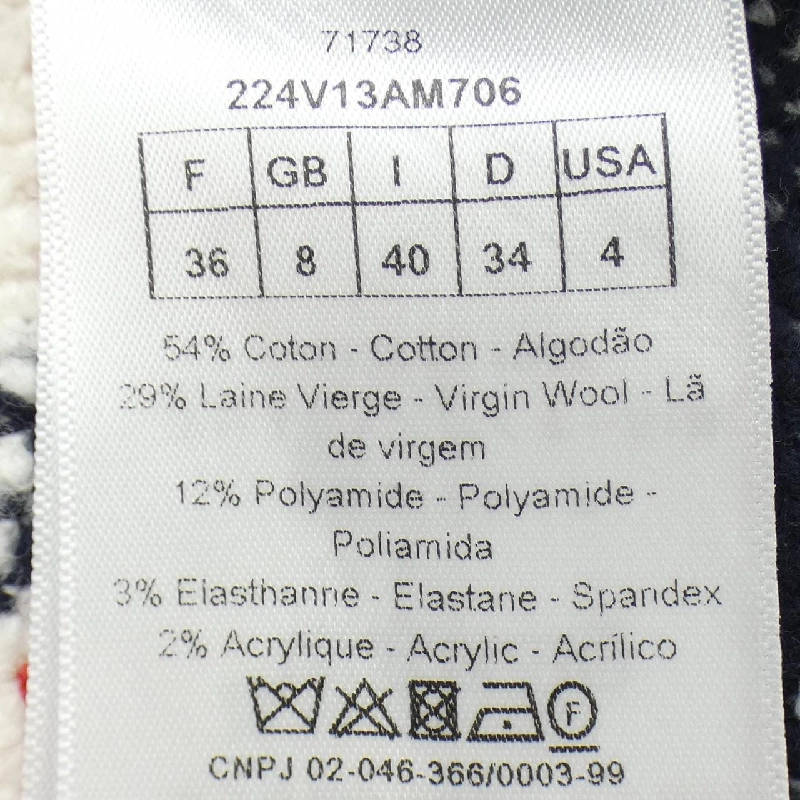 71738
224V13AM706
F GB I D USA
36 8 40 34 4
54% Coton - Cotton - Algodão
29% Laine Vierge - Virgin Wool - Lã
de virgem
12% Polyamide - Polyamide -
Poliamida
3% Elasthanne - Elastane - Spandex
2% Acrylique - Acrylic - Acrílico
F
CNPJ 02-046-366/0003-99